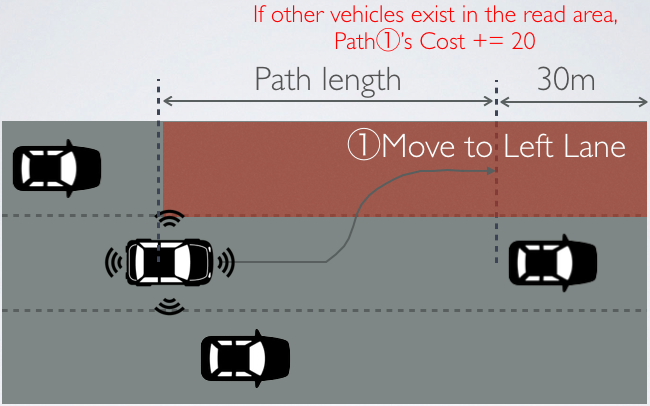 If other vehicles exist in the read area,
Path①'s Cost += 20
Path length
30m
①Move to Left Lane